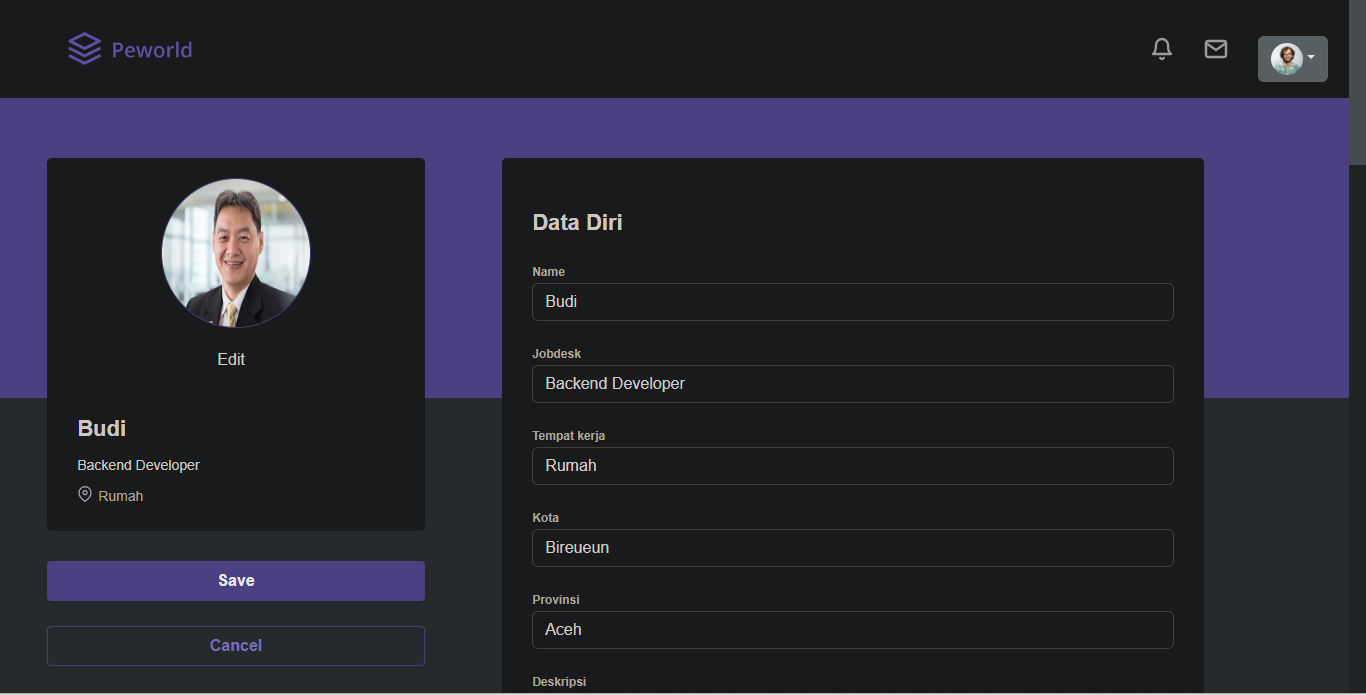 Peworld
Edit
Budi
Backend Developer
Rumah
Save
Cancel
Data Diri
Name
Budi
Jobdesk
Backend Developer
Tempat kerja
Rumah
Kota
Bireueun
Provinsi
Aceh
Deskripsi